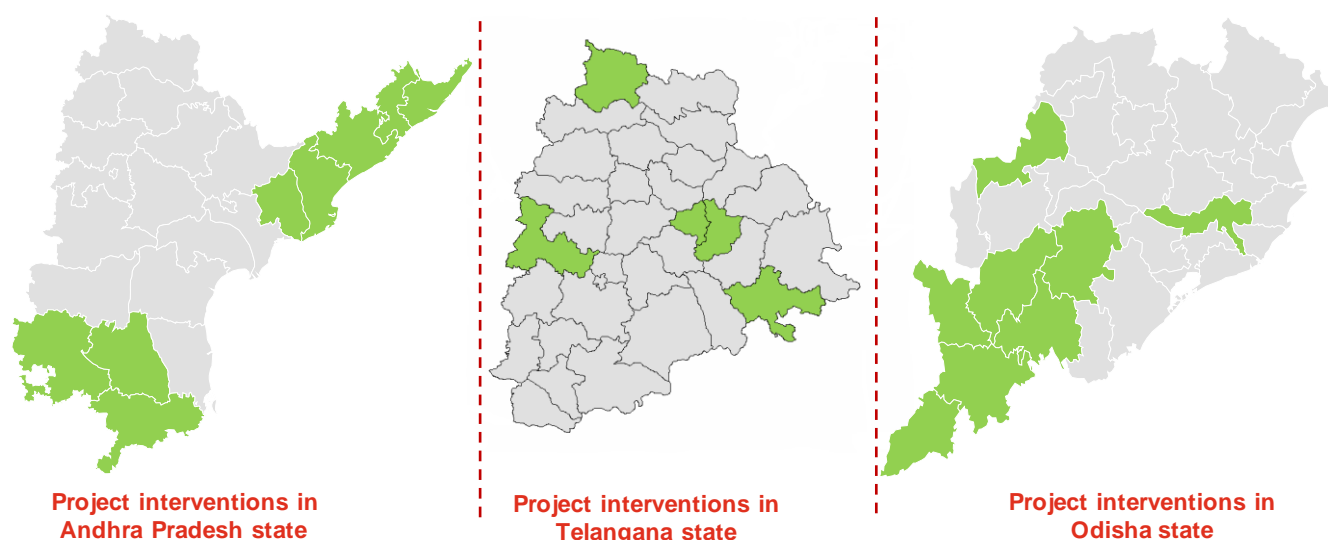 Project interventions in
Andhra Pradesh state
Project interventions in
Telangana state
Project interventions in
Odisha state